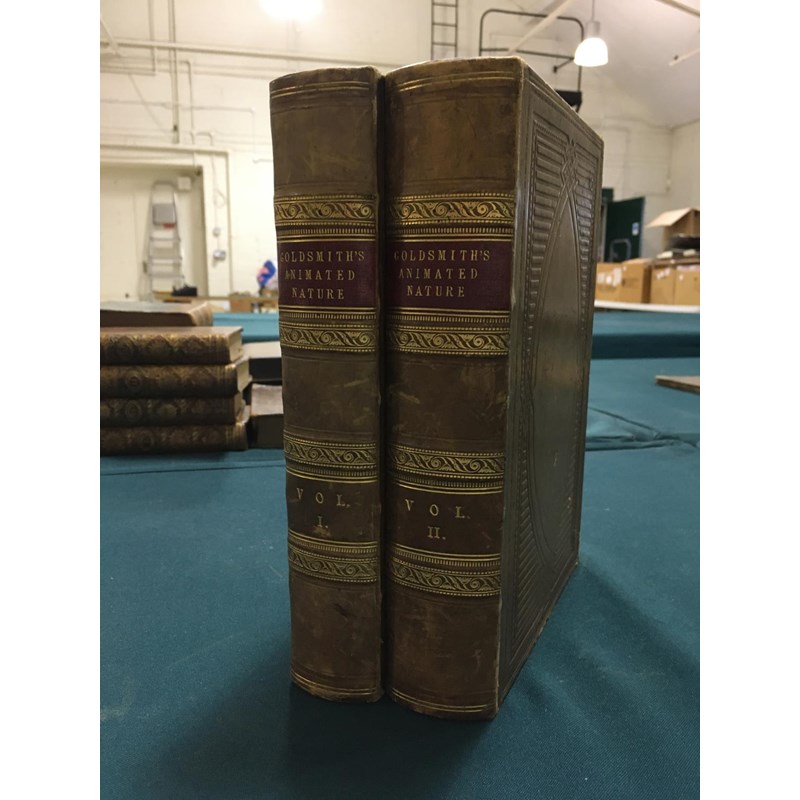 GOLDSMITH'S
ANIMATED
NATURE
VOL.
I.
GOLDSMITH'S
ANIMATED
NATURE
VOL.
II.